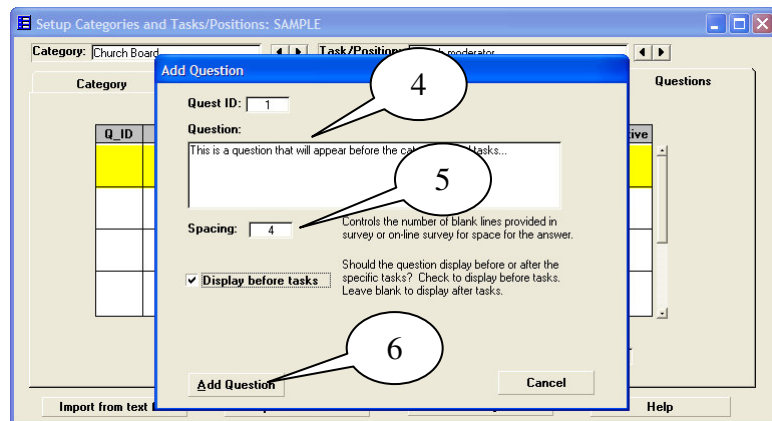 Setup Categories and Tasks/Positions: SAMPLE
Category: Church Board Task/Position: moderator
Category Questions
Add Question
4
Quest ID: 1
Question:
Q_ID
This is a question that will appear before the tasks...
5
Spacing: 4
Controls the number of blank lines provided in
survey or on-line survey for space for the answer.
Display before tasks
Should the question display before or after the
specific tasks? Check to display before tasks.
Leave blank to display after tasks.
6
Add Question Cancel
Import from text Help